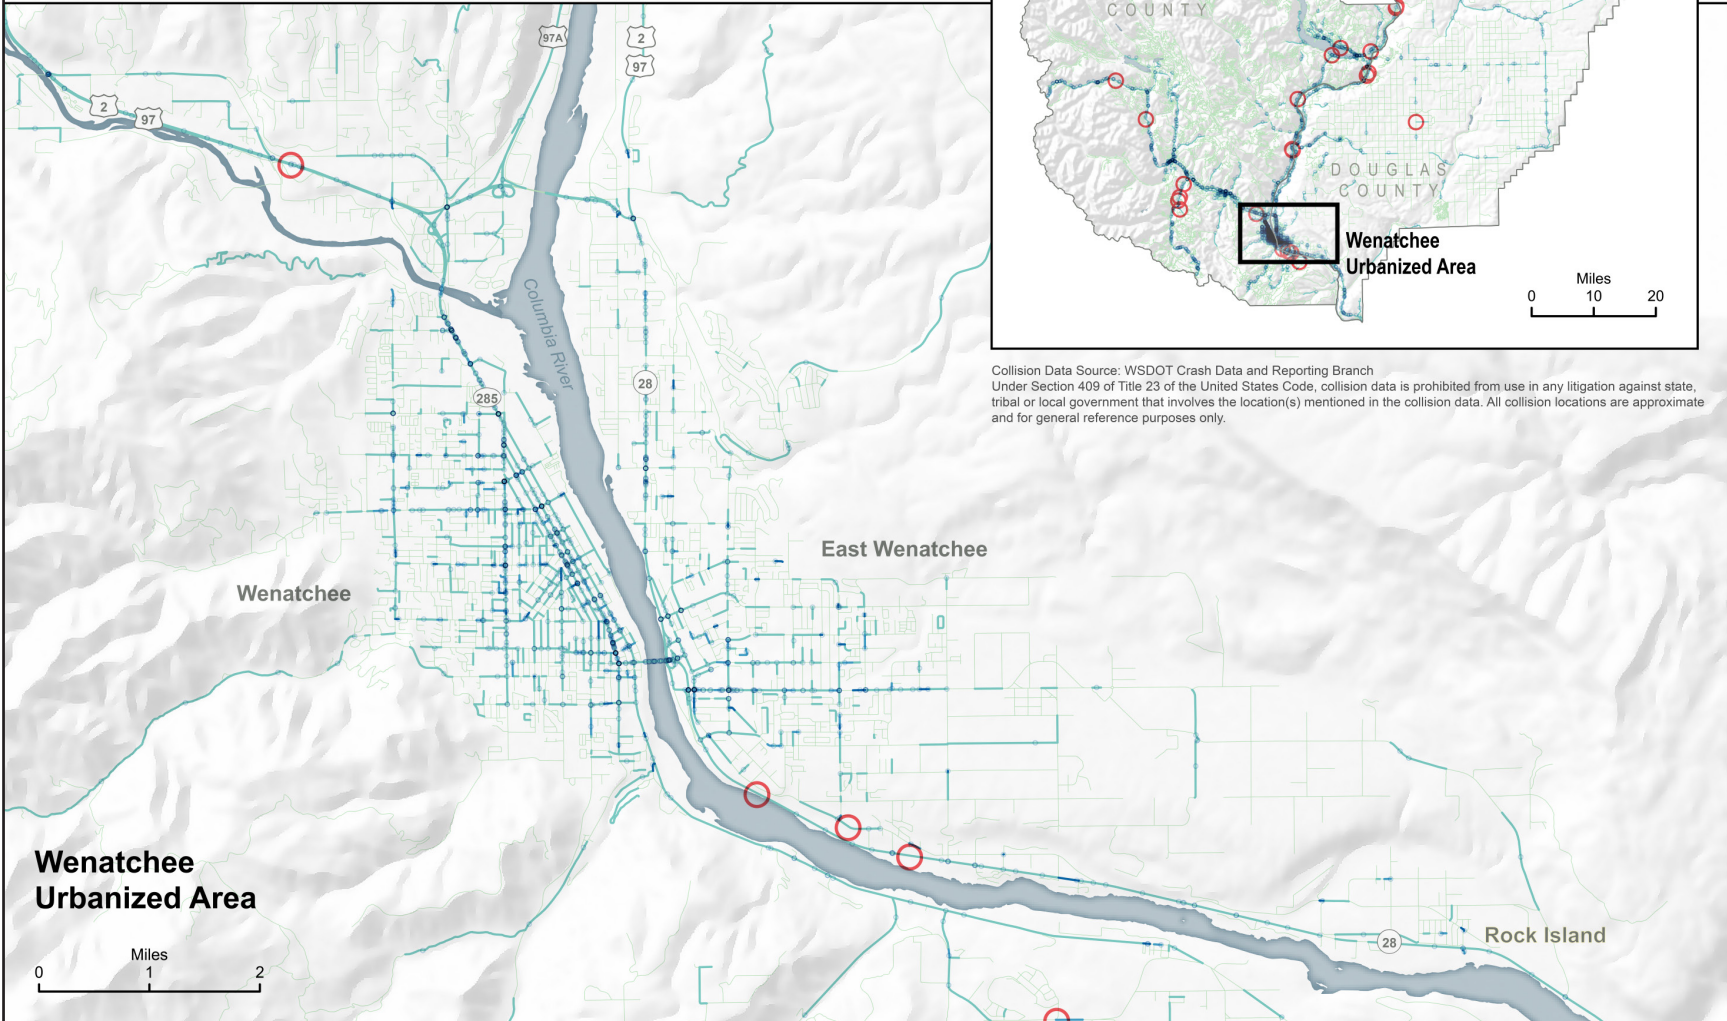 COUNTY
97A
2
97
2
97
DOUGLAS
COUNTY
Wenatchee
Urbanized Area
Miles
0 10 20
Columbia River
Collision Data Source: WSDOT Crash Data and Reporting Branch
Under Section 409 of Title 23 of the United States Code, collision data is prohibited from use in any litigation against state,
tribal or local government that involves the location(s) mentioned in the collision data. All collision locations are approximate
and for general reference purposes only.
28
285
East Wenatchee
Wenatchee
Wenatchee
Urbanized Area
Rock Island
28
Miles
0 1 2